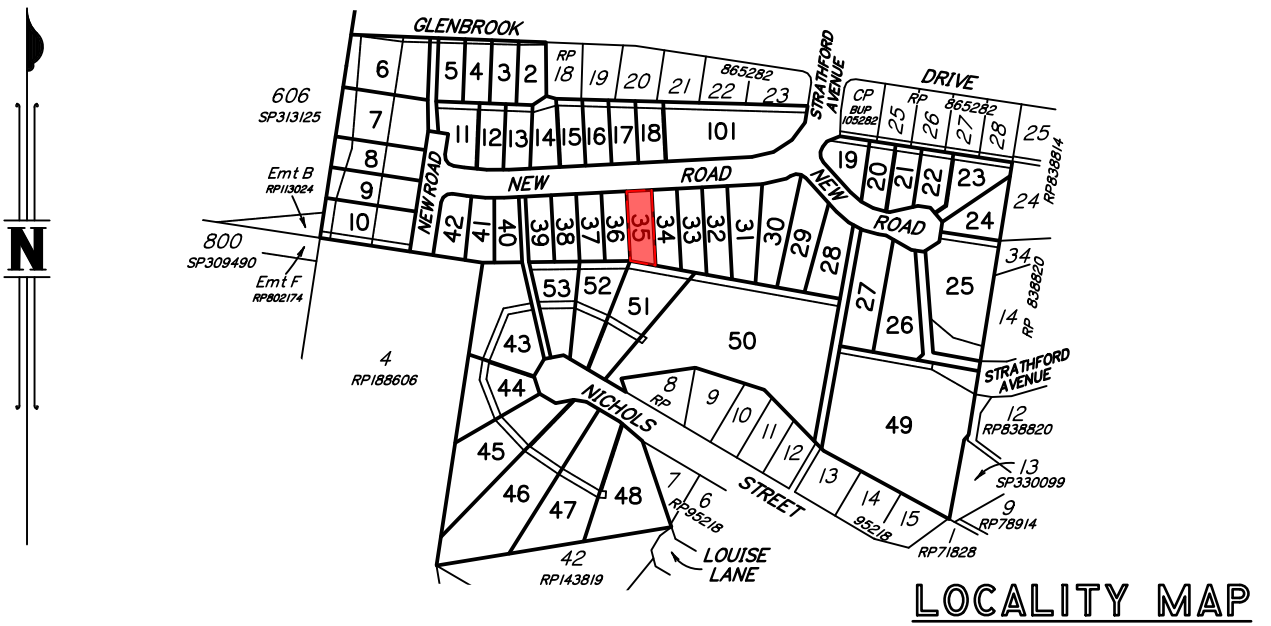 GLENBROOK
STRATHFORD
AVENUE
DRIVE
6
5
4
3
2
RP
18
19
20
21
865282
22
23
CP
BUP
105282
RP
865282
25
26
27
28
25
RP838814
24
606
SP313125
7
8
9
10
11
12
13
14
15
16
17
18
101
19
20
21
22
23
24
Emt B
RP113024
NEW ROAD
NEW
ROAD
NEW
ROAD
N
800
SP309490
Emt F
RP802174
42
41
40
39
38
37
36
35
34
33
32
31
30
29
28
27
26
25
34
RP 838820
14
53
52
51
50
43
44
45
46
47
48
49
4
RP188606
NICHOLS
STREET
8
RP
9
10
11
12
13
14
15
95218
STRATHFORD
AVENUE
12
RP838820
13
SP330099
9
RP78914
1
RP71828
7
6
RP95218
42
RP143819
LOUISE
LANE
LOCALITY MAP